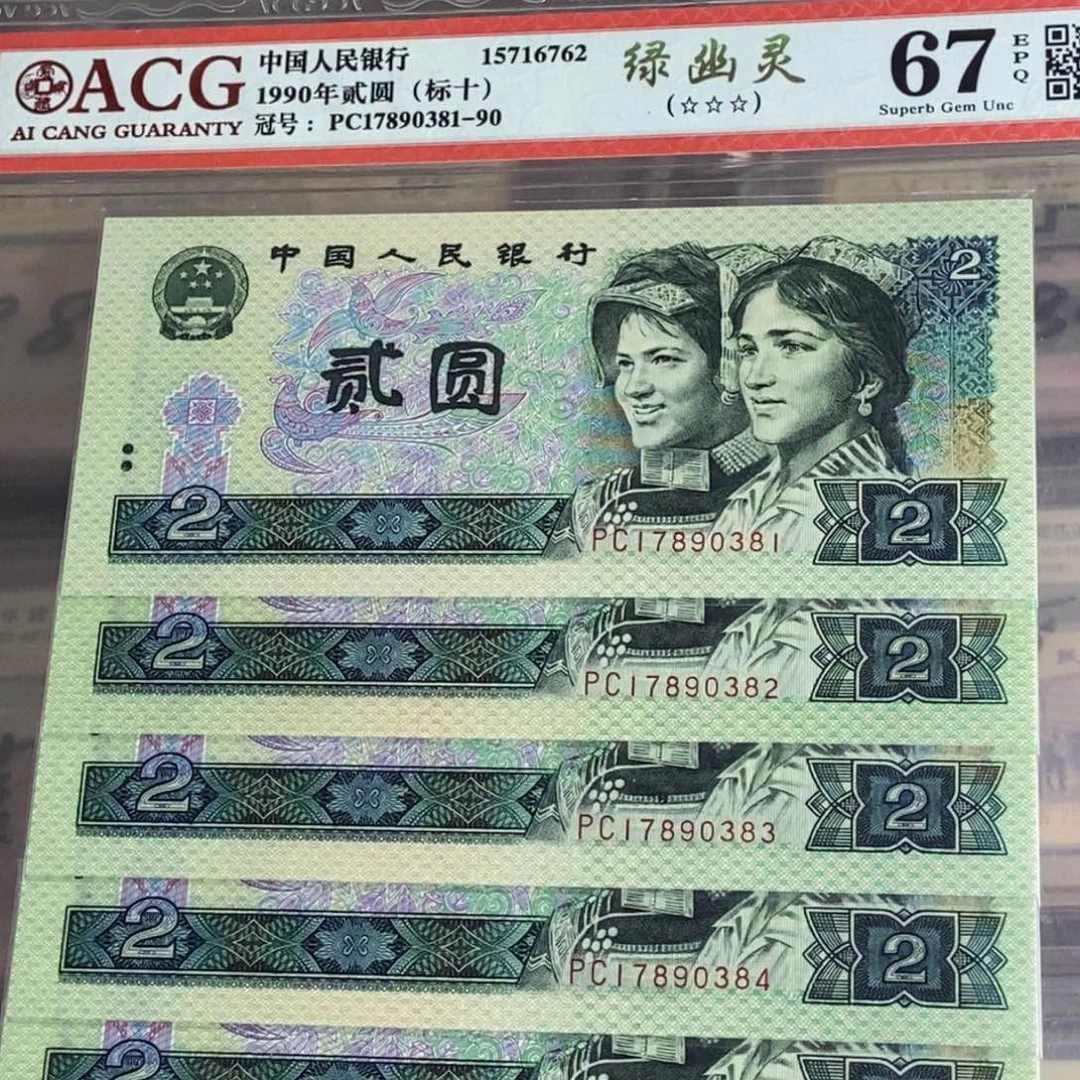 ACG
AI CANG GUARANTY
中国人民银行 15716762
1990年贰圆（标十）
冠号：PC17890381-90
绿幽灵
(☆☆☆)
67
EPQ
Superb Gem Unc
中国人民银行
2
贰圆
2 PC17890381 2
2 PC17890382 2
2 PC17890383 2
2 PC17890384 2
2